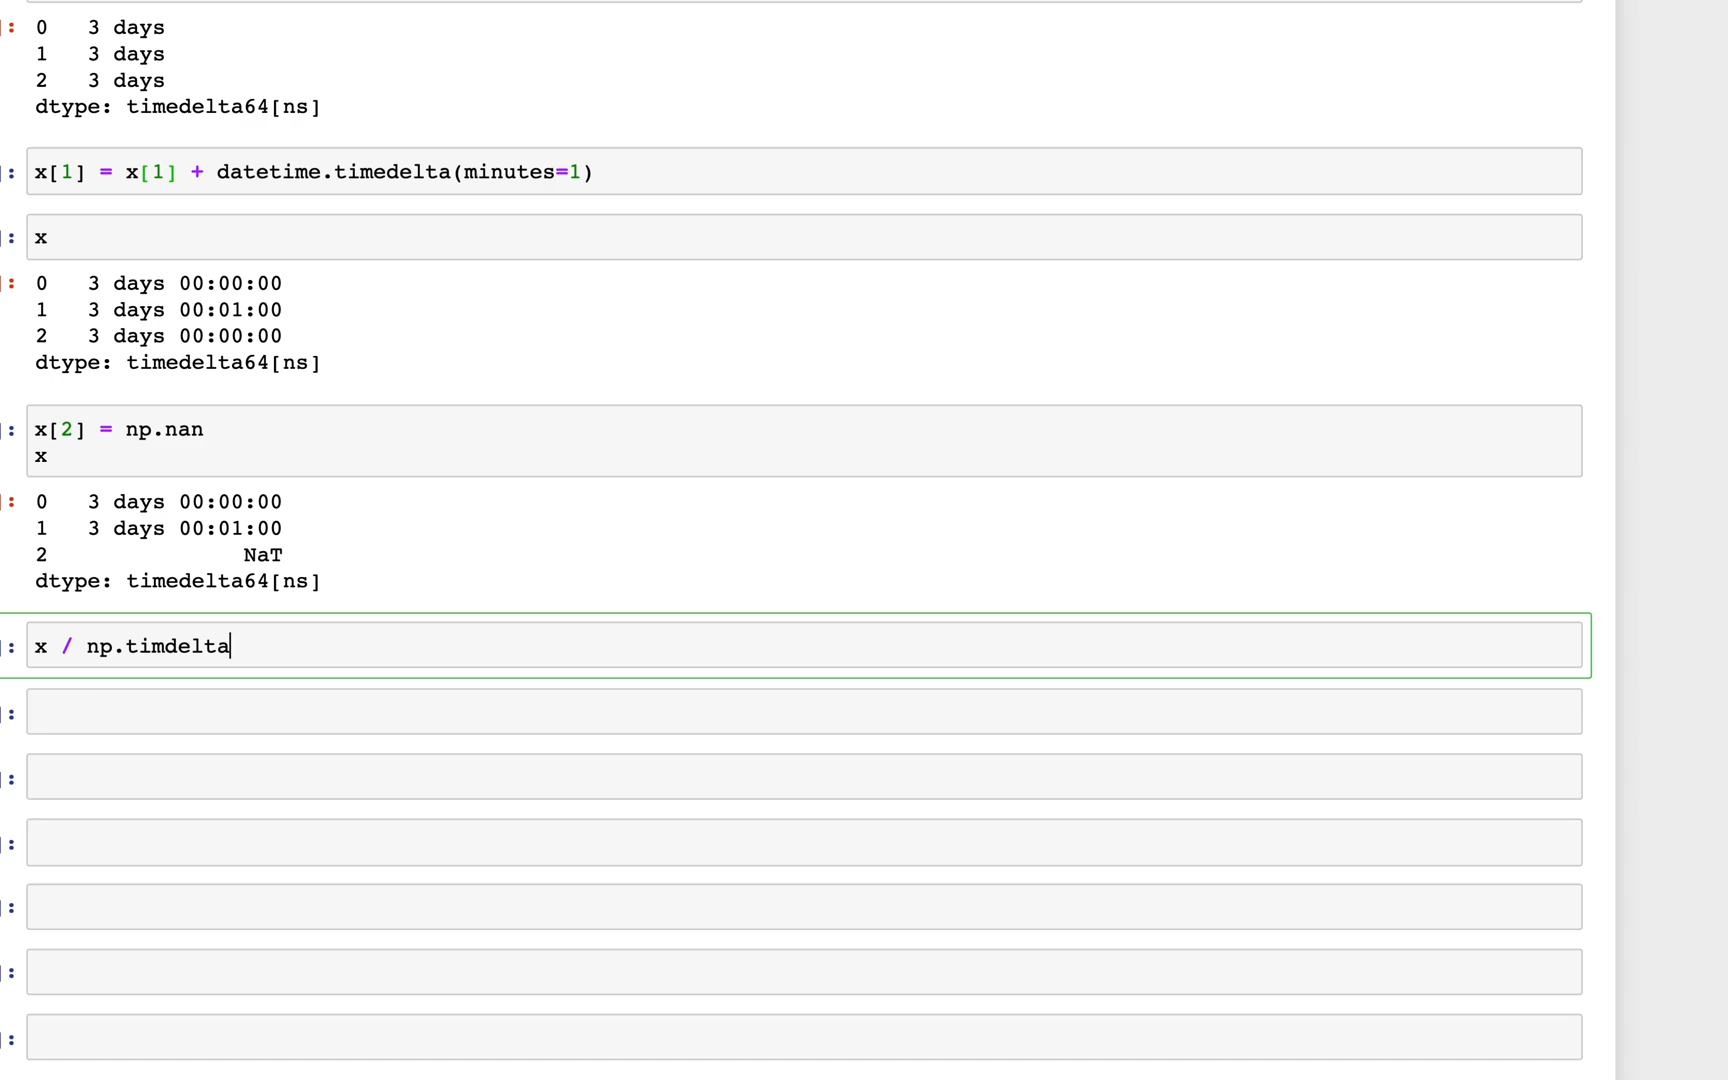 ]: 0   3 days
1   3 days
2   3 days
dtype: timedelta64[ns]
]: x[1] = x[1] + datetime.timedelta(minutes=1)
]: x
]: 0   3 days 00:00:00
1   3 days 00:01:00
2   3 days 00:00:00
dtype: timedelta64[ns]
]: x[2] = np.nan
x
]: 0   3 days 00:00:00
1   3 days 00:01:00
2               NaT
dtype: timedelta64[ns]
]: x / np.timdelta
]:
]:
]:
]:
]:
]: